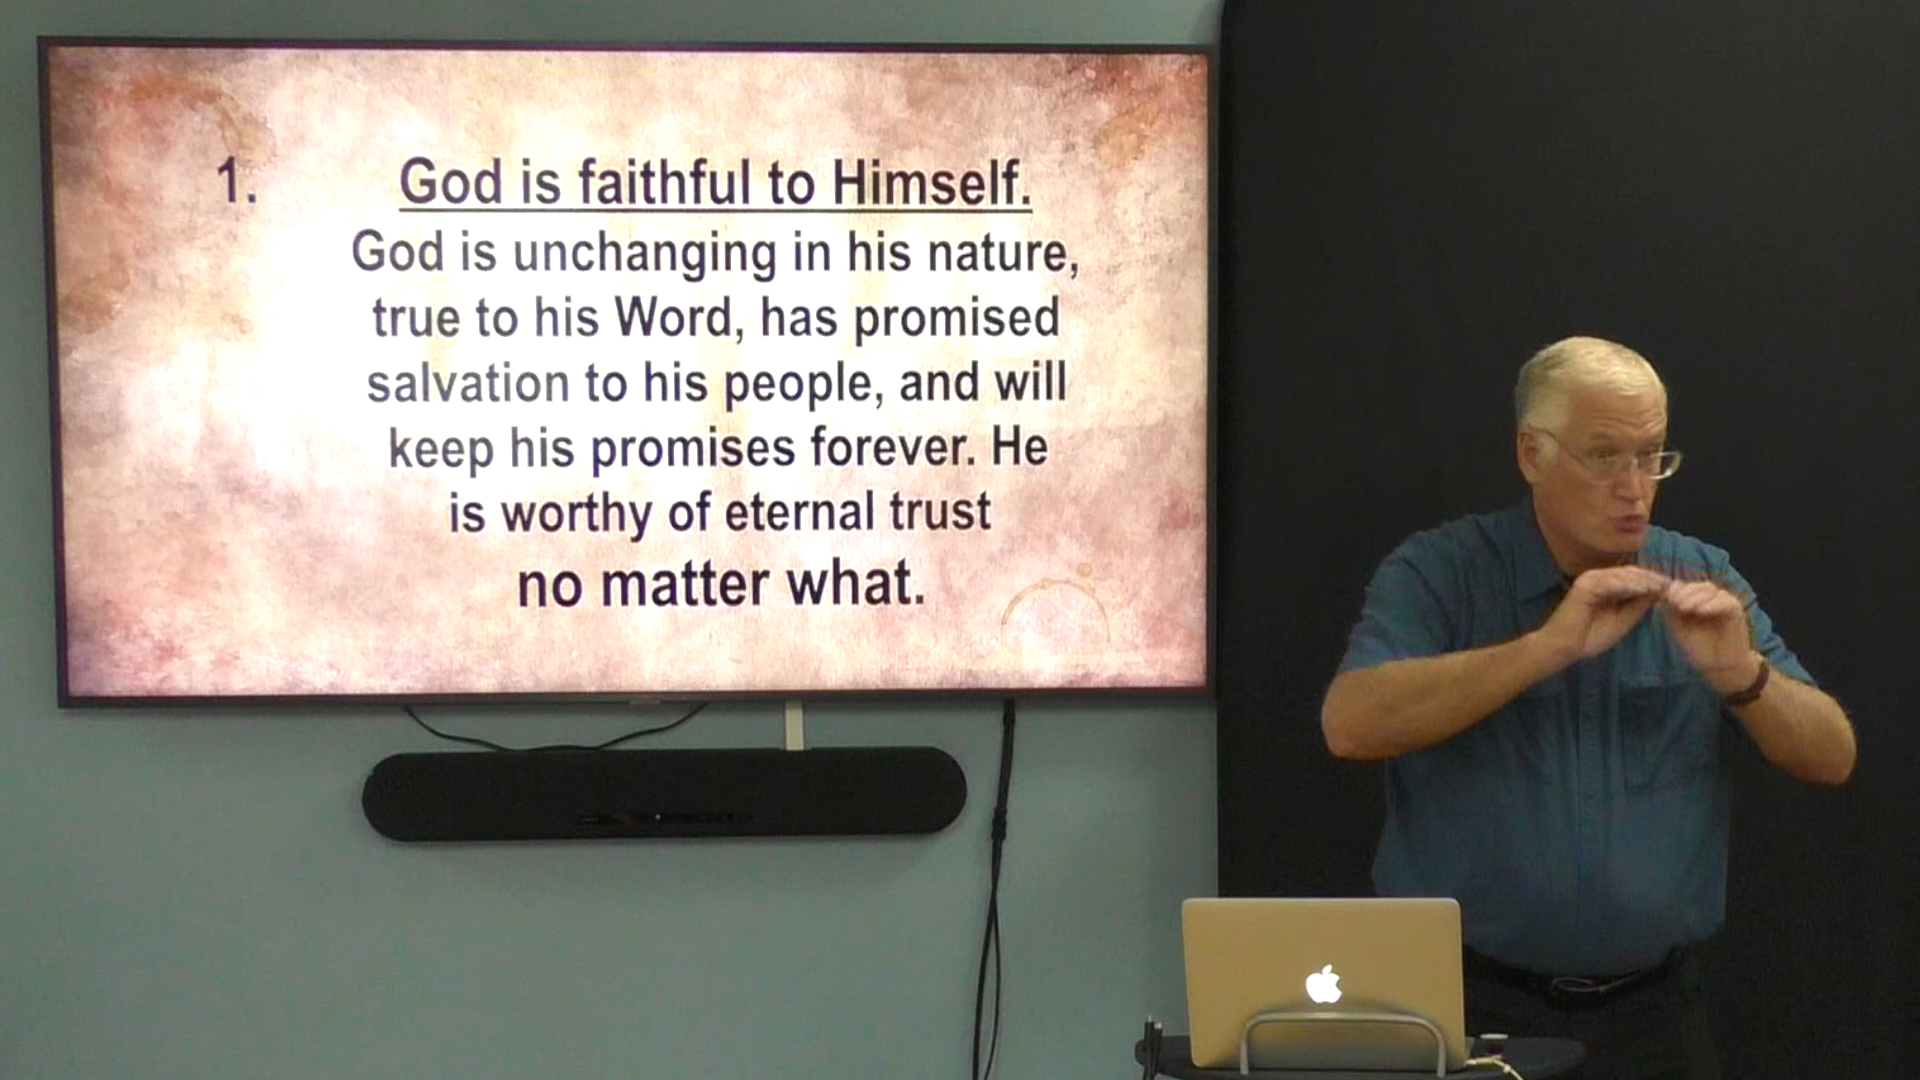 1. God is faithful to Himself.
God is unchanging in his nature,
true to his Word, has promised
salvation to his people, and will
keep his promises forever. He
is worthy of eternal trust
no matter what.